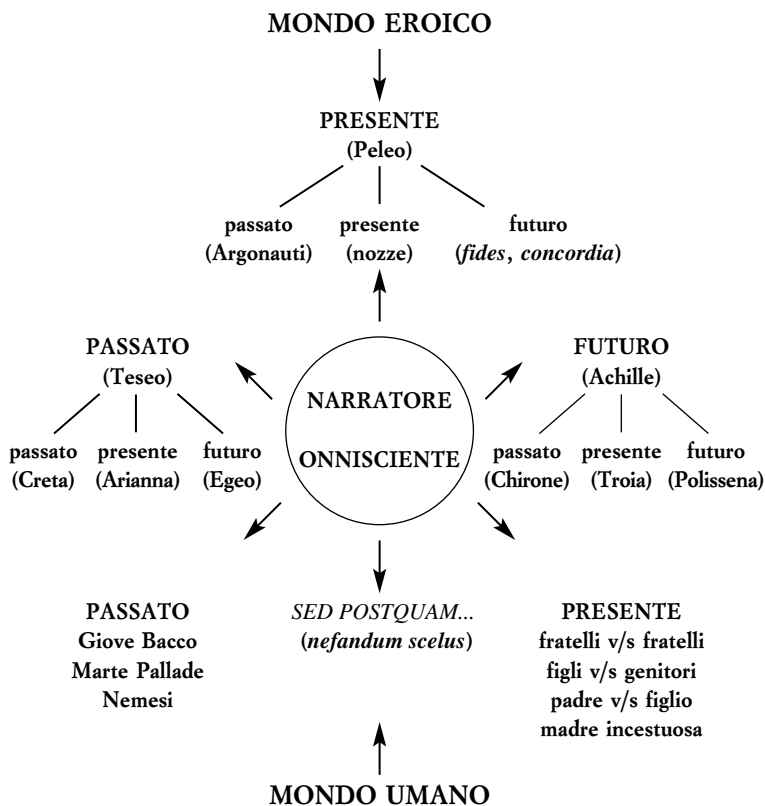 MONDO EROICO
PRESENTE
(Peleo)
passato presente futuro
(Argonauti) (nozze) (fides, concordia)
PASSATO
(Teseo)
passato presente futuro
(Creta) (Arianna) (Egeo)
NARRATORE
ONNISCIENTE
FUTURO
(Achille)
passato presente futuro
(Chirone) (Troia) (Polissena)
PASSATO
Giove Bacco
Marte Pallade
Nemesi
SED POSTQUAM...
(nefandum scelus)
PRESENTE
fratelli v/s fratelli
figli v/s genitori
padre v/s figlio
madre incestuosa
MONDO UMANO